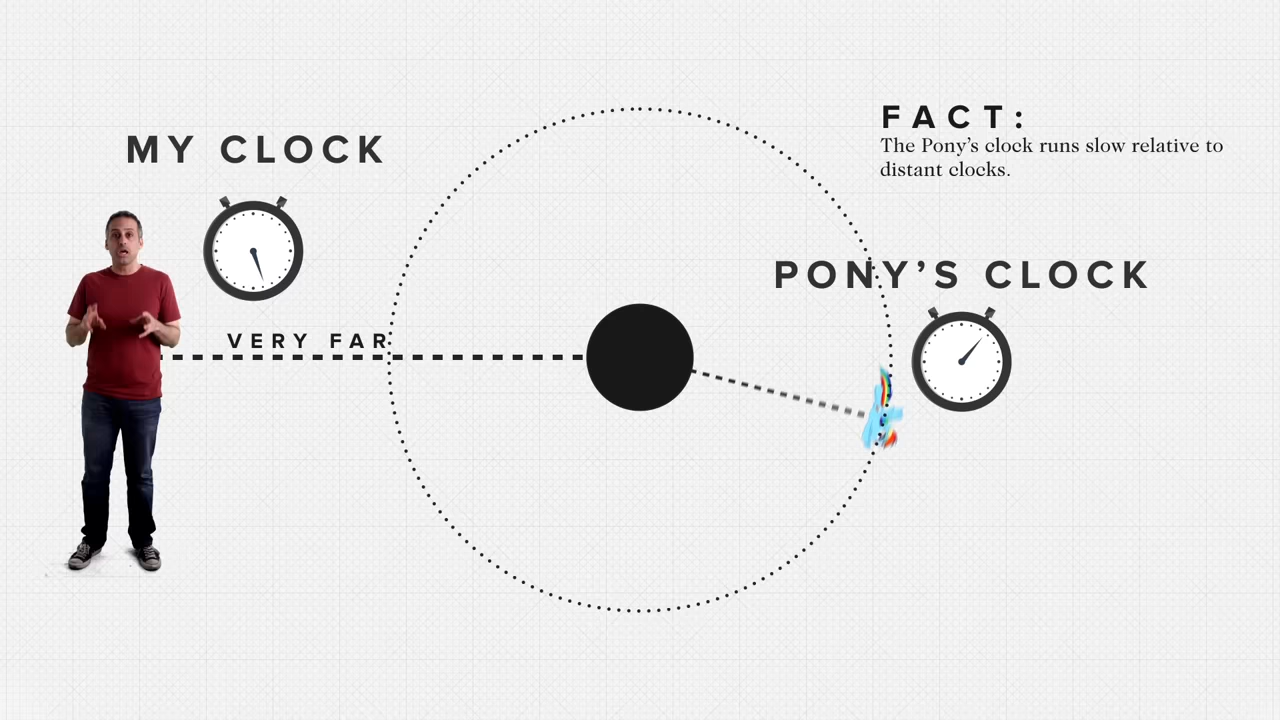 MY CLOCK
VERY FAR
FACT:
The Pony's clock runs slow relative to
distant clocks.
PONY'S CLOCK